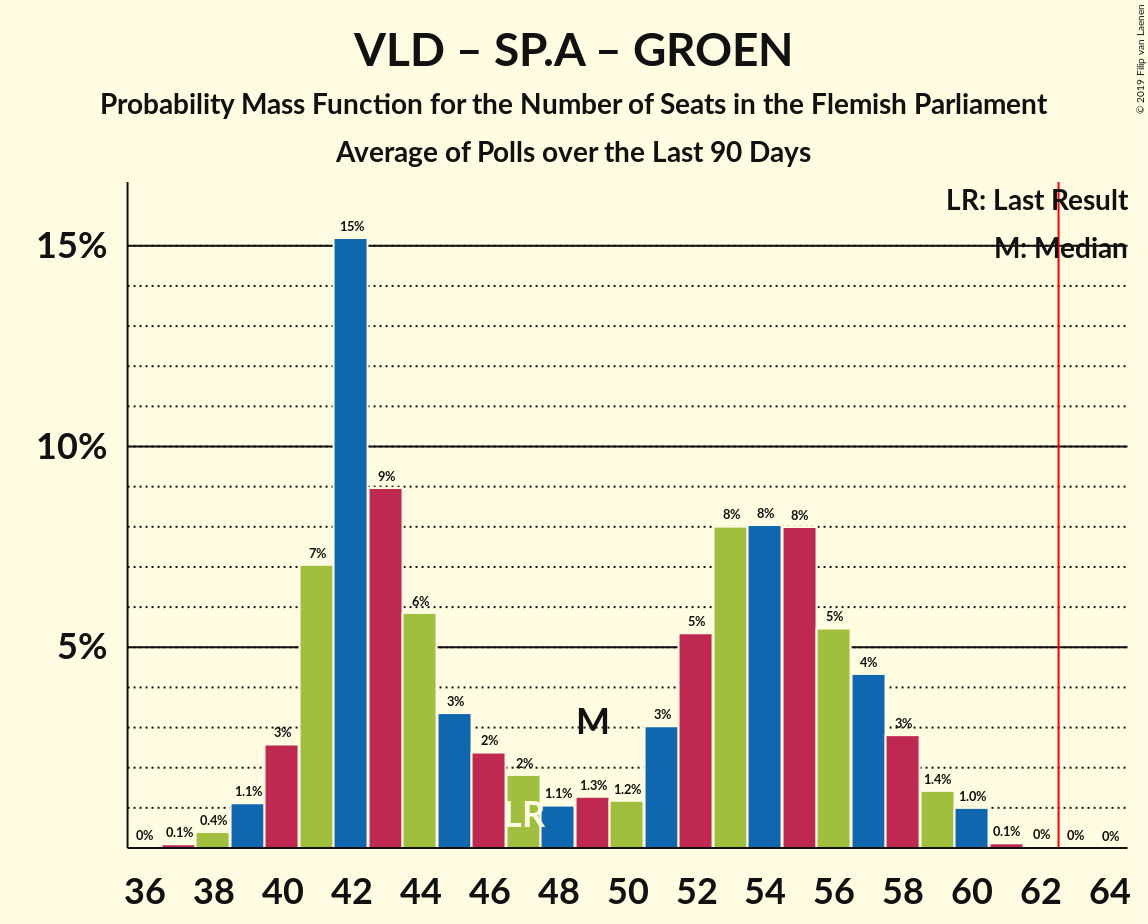 VLD – SP.A – GROEN
Probability Mass Function for the Number of Seats in the Flemish Parliament
Average of Polls over the Last 90 Days
© 2019 Filip van Laenen
LR: Last Result
M: Median
15%
10%
5%
0% 0.1% 0.4% 1.1% 3% 7% 15% 9% 6% 3% 2% 2% 1.1% 1.3% 1.2% 3% 5% 8% 8% 8% 5% 4% 3% 1.4% 1.0% 0.1% 0% 0% 0%
M
LR
36 38 40 42 44 46 48 50 52 54 56 58 60 62 64